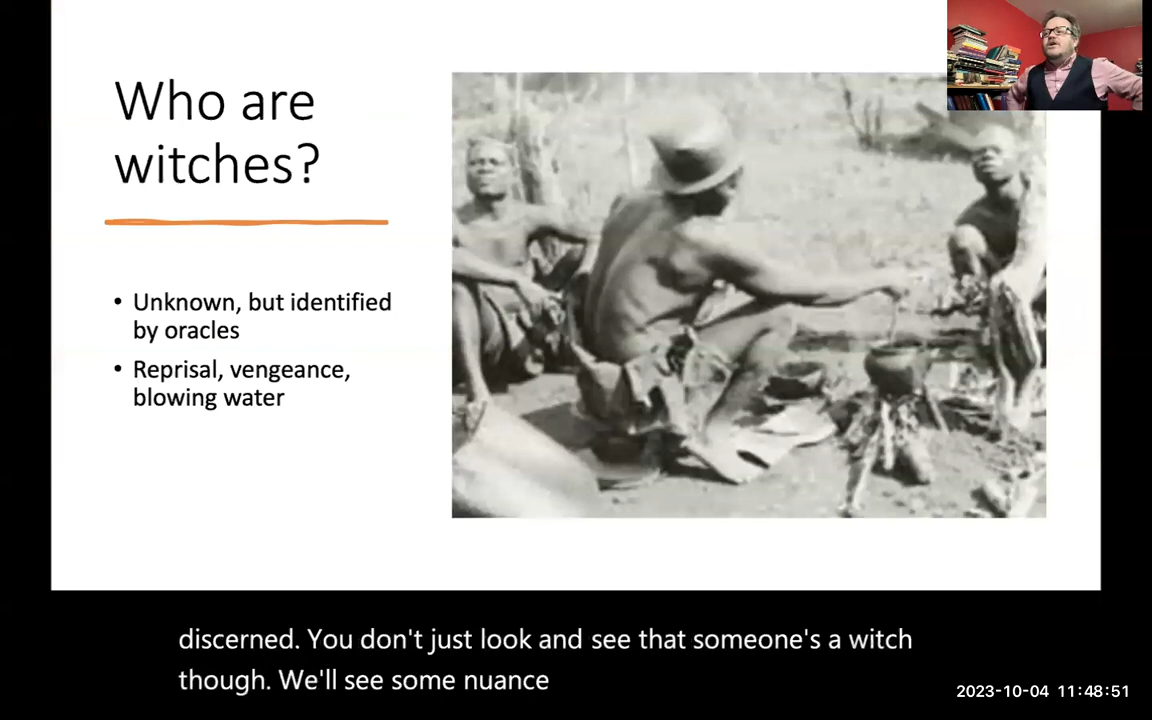 Who are
witches?
• Unknown, but identified
by oracles
• Reprisal, vengeance,
blowing water
discerned. You don't just look and see that someone's a witch
though. We'll see some nuance
2023-10-04 11:48:51